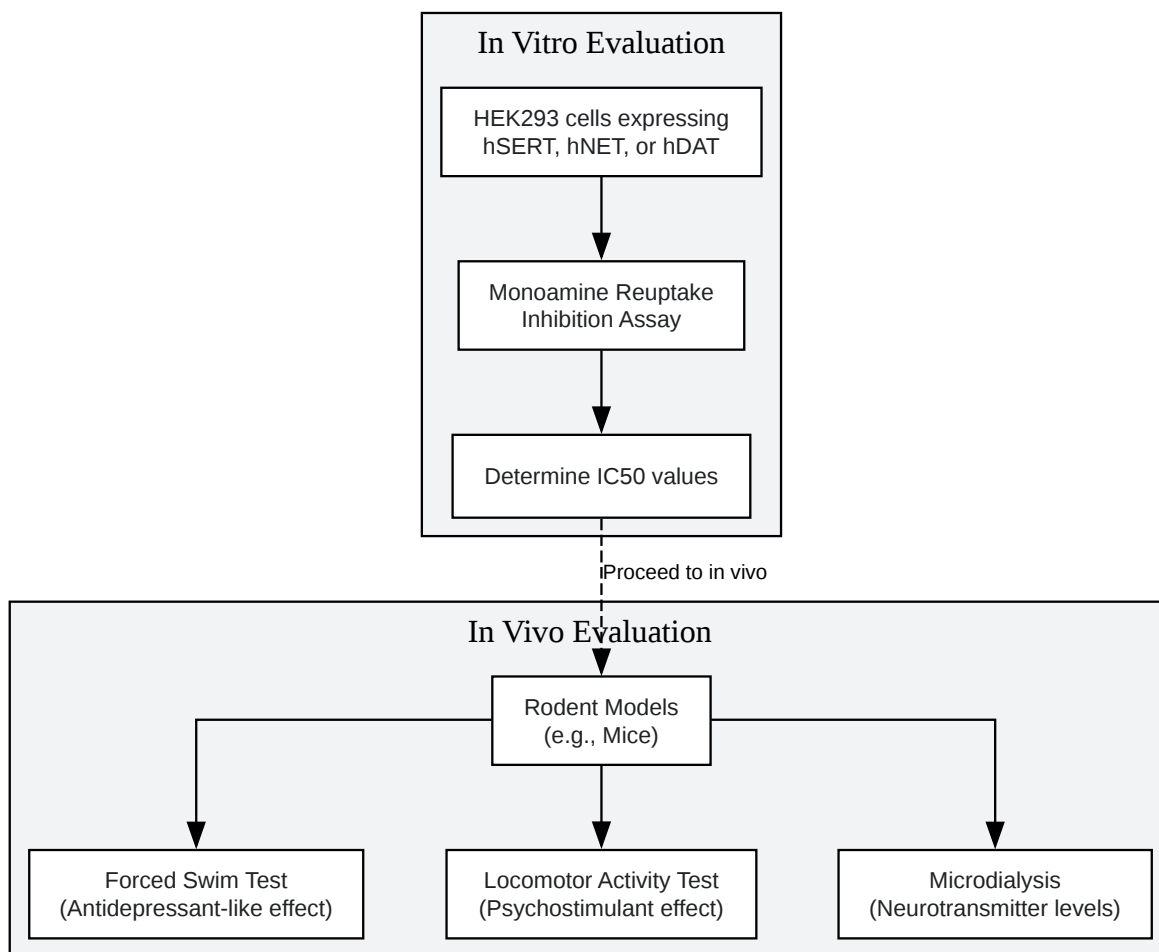 In Vitro Evaluation
HEK293 cells expressing
hSERT, hNET, or hDAT
Monoamine Reuptake
Inhibition Assay
Determine IC50 values
Proceed to in vivo
In Vivo Evaluation
Rodent Models
(e.g., Mice)
Forced Swim Test
(Antidepressant-like effect)
Locomotor Activity Test
(Psychostimulant effect)
Microdialysis
(Neurotransmitter levels)